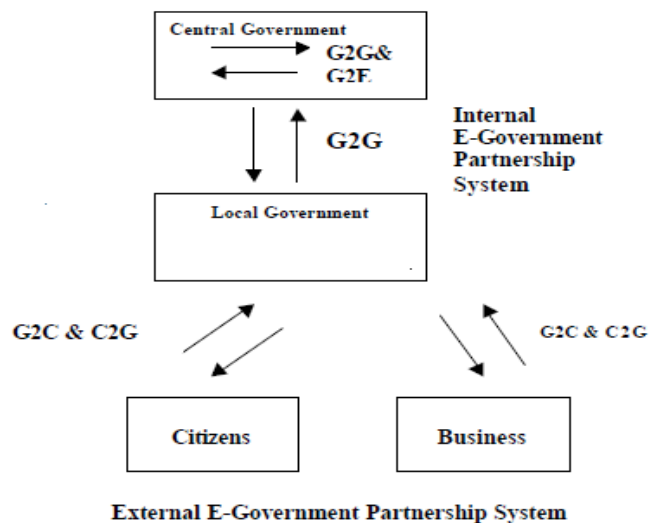 Central Government
G2G&
G2E
G2G
Internal
E-Government
Partnership
System
Local Government
G2C & C2G
G2C & C2G
Citizens
Business
External E-Government Partnership System